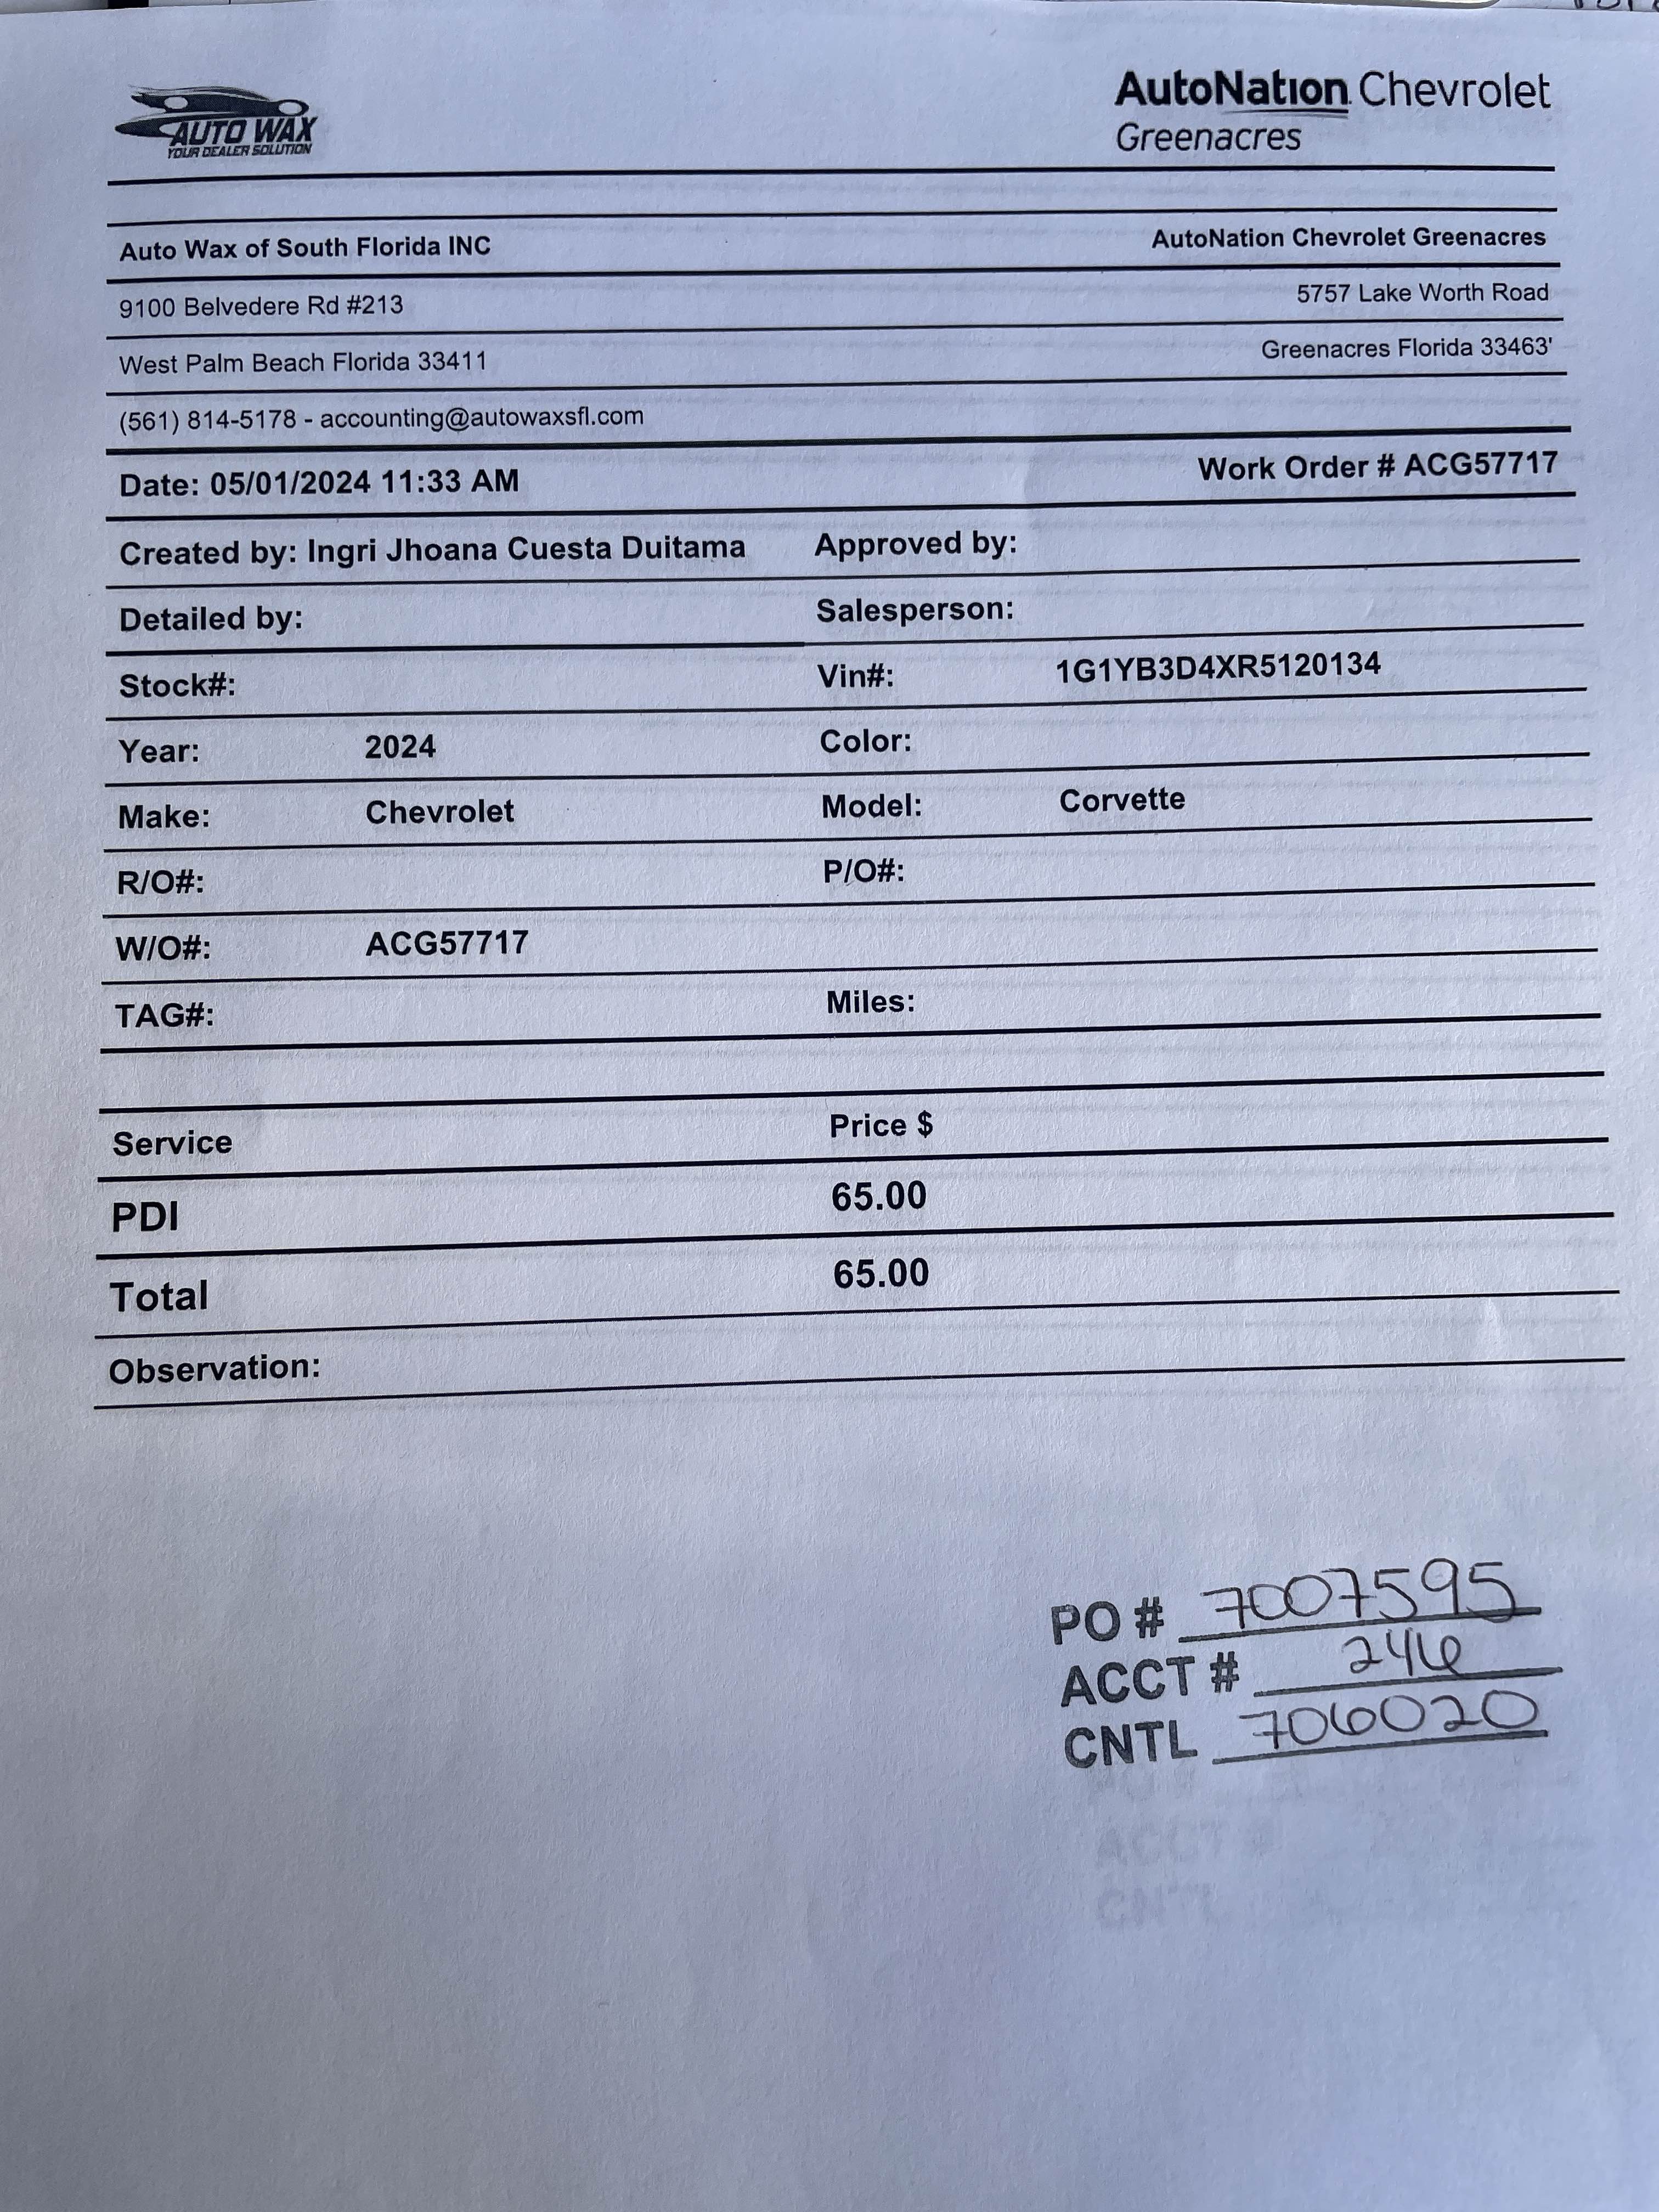 AUTO WAX
YOUR DEALER SOLUTION
AutoNation Chevrolet
Greenacres
Auto Wax of South Florida INC AutoNation Chevrolet Greenacres
9100 Belvedere Rd #213 5757 Lake Worth Road
West Palm Beach Florida 33411 Greenacres Florida 33463'
(561) 814-5178 - accounting@autowaxsfl.com
Date: 05/01/2024 11:33 AM Work Order # ACG57717
Created by: Ingri Jhoana Cuesta Duitama Approved by:
Detailed by: Salesperson:
Stock#: Vin#: 1G1YB3D4XR5120134
Year: 2024 Color:
Make: Chevrolet Model: Corvette
R/O#: P/O#:
W/O#: ACG57717
TAG#: Miles:
Service Price $
PDI 65.00
Total 65.00
Observation:
PO # 7007595
ACCT # 246
CNTL 706020
PO #
ACCT #
CNTL